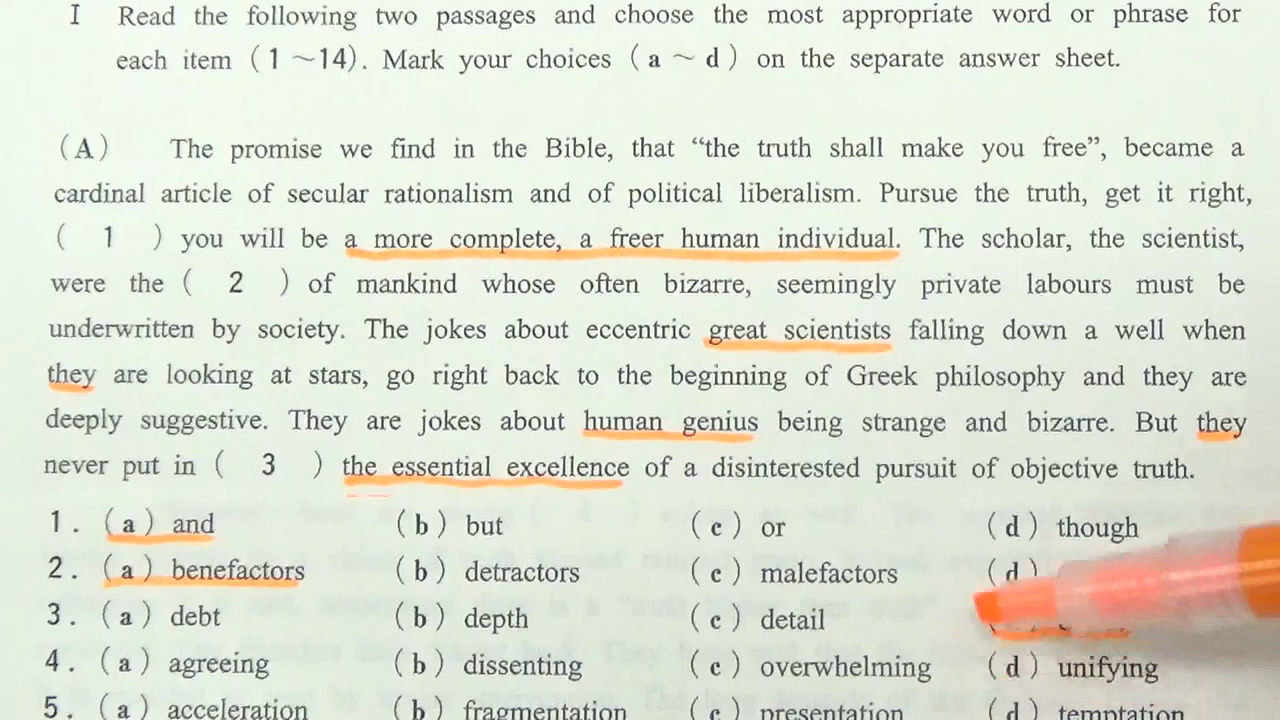 I Read the following two passages and choose the most appropriate word or phrase for
each item (1～14). Mark your choices (a ～ d) on the separate answer sheet.
(A) The promise we find in the Bible, that “the truth shall make you free”, became a
cardinal article of secular rationalism and of political liberalism. Pursue the truth, get it right,
( 1 ) you will be a more complete, a freer human individual. The scholar, the scientist,
were the ( 2 ) of mankind whose often bizarre, seemingly private labours must be
underwritten by society. The jokes about eccentric great scientists falling down a well when
they are looking at stars, go right back to the beginning of Greek philosophy and they are
deeply suggestive. They are jokes about human genius being strange and bizarre. But they
never put in ( 3 ) the essential excellence of a disinterested pursuit of objective truth.
1. (a) and (b) but (c) or (d) though
2. (a) benefactors (b) detractors (c) malefactors (d)
3. (a) debt (b) depth (c) detail
4. (a) agreeing (b) dissenting (c) overwhelming (d) unifying
5. (a) acceleration (b) fragmentation (c) presentation (d) temptation